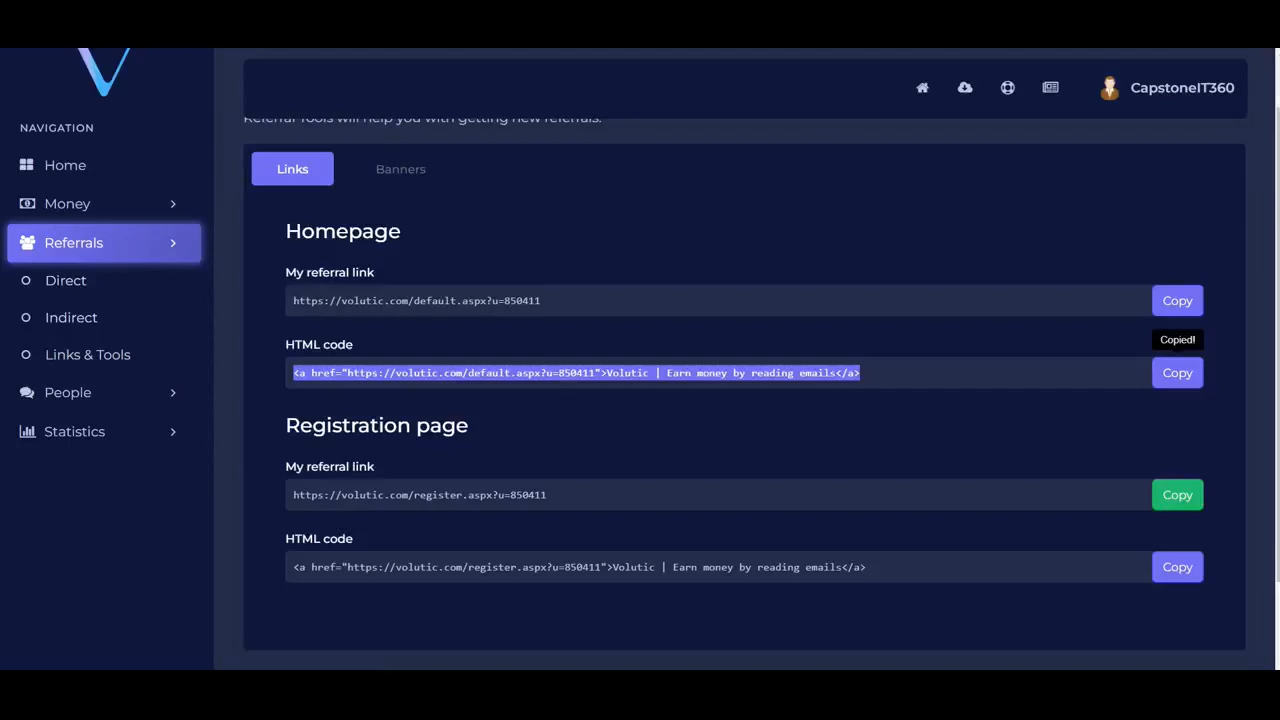 CapstoneIT360
NAVIGATION
Referral Tools will help you with getting new referrals.
Home
Links
Banners
Money
Homepage
Referrals
My referral link
Direct
https://volutic.com/default.aspx?u=850411
Copy
Indirect
HTML code
Copied!
Links & Tools
<a href="https://volutic.com/default.aspx?u=850411">Volutic | Earn money by reading emails</a>
Copy
People
Registration page
Statistics
My referral link
https://volutic.com/register.aspx?u=850411
Copy
HTML code
<a href="https://volutic.com/register.aspx?u=850411">Volutic | Earn money by reading emails</a>
Copy